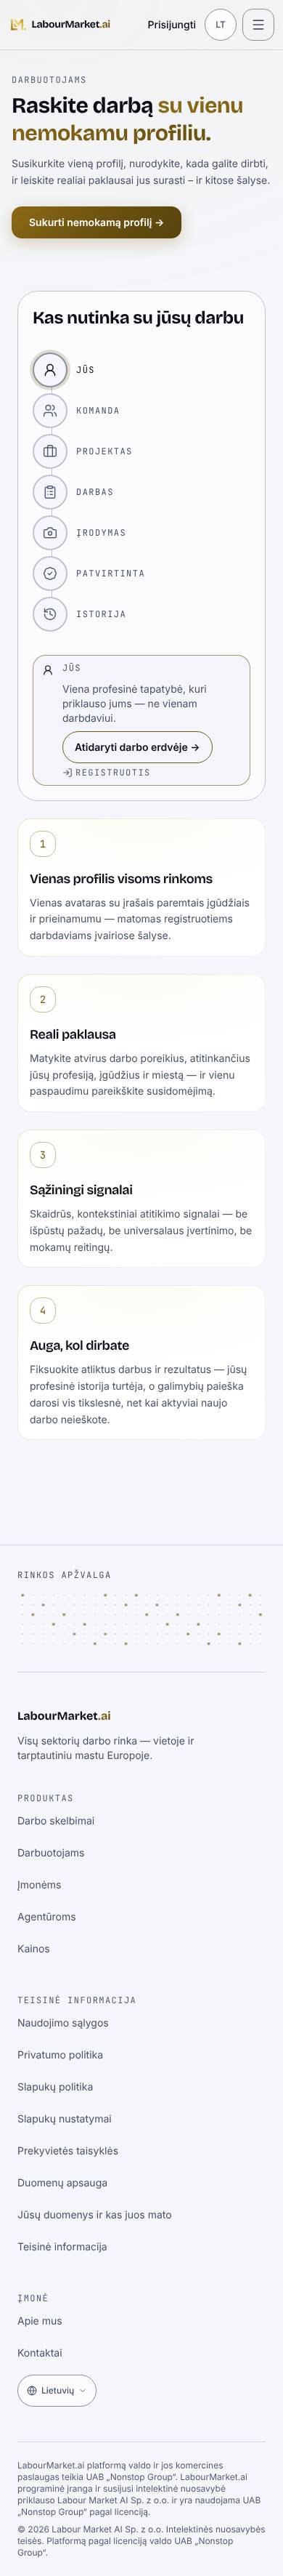 LabourMarket.ai
Prisijungti
LT
DARBUOTOJAMS
Raskite darbą su vienu
nemokamu profiliu.
Susikurkite vieną profilį, nurodykite, kada galite dirbti,
ir leiskite realiai paklausai jus surasti – ir kitose šalyse.
Sukurti nemokamą profilį →
Kas nutinka su jūsų darbu
JŪS
KOMANDA
PROJEKTAS
DARBAS
ĮRODYMAS
PATVIRTINTA
ISTORIJA
JŪS
Viena profesinė tapatybė, kuri
priklauso jums — ne vienam
darbdaviui.
Atidaryti darbo erdvėje →
REGISTRUOTIS
1
Vienas profilis visoms rinkoms
Vienas avataras su įrašais paremtais įgūdžiais
ir prieinamumu — matomas registruotiems
darbdaviams įvairiose šalyse.
2
Reali paklausa
Matykite atvirus darbo poreikius, atitinkančius
jūsų profesiją, įgūdžius ir miestą — ir vienu
paspaudimu pareikškite susidomėjimą.
3
Sąžiningi signalai
Skaidrūs, kontekstiniai atitikimo signalai — be
išpūstų pažadų, be universalaus įvertinimo, be
mokamų reitingų.
4
Auga, kol dirbate
Fiksuokite atliktus darbus ir rezultatus — jūsų
profesinė istorija turtėja, o galimybių paieška
darosi vis tikslesnė, net kai aktyviai naujo
darbo neieškote.
RINKOS APŽVALGA
LabourMarket.ai
Visų sektorių darbo rinka — vietoje ir
tarptautiniu mastu Europoje.
PRODUKTAS
Darbo skelbimai
Darbuotojams
Įmonėms
Agentūroms
Kainos
TEISINĖ INFORMACIJA
Naudojimo sąlygos
Privatumo politika
Slapukų politika
Slapukų nustatymai
Prekyvietės taisyklės
Duomenų apsauga
Jūsų duomenys ir kas juos mato
Teisinė informacija
ĮMONĖ
Apie mus
Kontaktai
Lietuvių
LabourMarket.ai platformą valdo ir jos komercines
paslaugas teikia UAB „Nonstop Group“. LabourMarket.ai
programinė įranga ir susijusi intelektinė nuosavybė
priklauso Labour Market AI Sp. z o.o. ir yra naudojama UAB
„Nonstop Group“ pagal licenciją.
© 2026 Labour Market AI Sp. z o.o. Intelektinės nuosavybės
teisės. Platformą pagal licenciją valdo UAB „Nonstop
Group“.